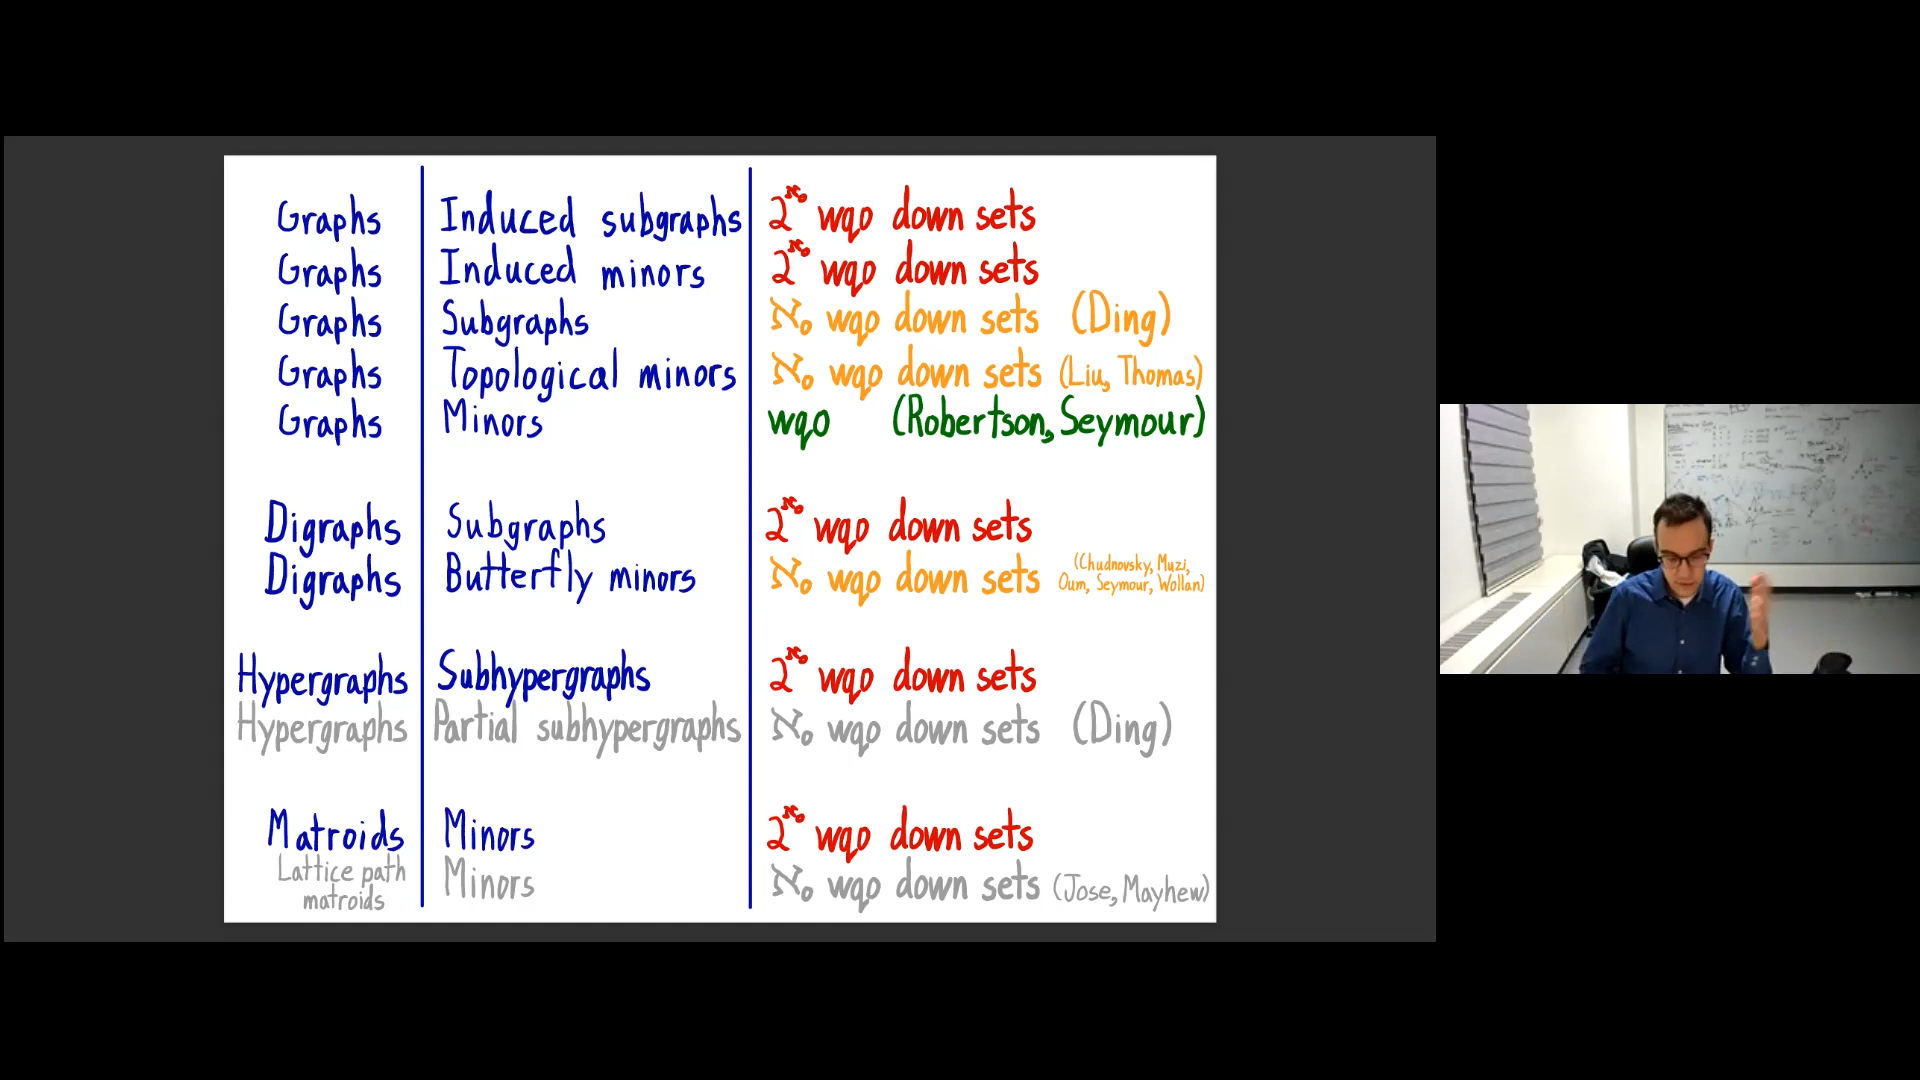 Graphs Induced subgraphs 2^ℵ₀ wqo down sets
Graphs Induced minors 2^ℵ₀ wqo down sets
Graphs Subgraphs ℵ₀ wqo down sets (Ding)
Graphs Topological minors ℵ₀ wqo down sets (Liu, Thomas)
Graphs Minors wqo (Robertson, Seymour)
Digraphs Subgraphs 2^ℵ₀ wqo down sets
Digraphs Butterfly minors ℵ₀ wqo down sets (Chudnovsky, Muzi,
Oum, Seymour, Wollan)
Hypergraphs Subhypergraphs 2^ℵ₀ wqo down sets
Hypergraphs Partial subhypergraphs ℵ₀ wqo down sets (Ding)
Matroids Minors 2^ℵ₀ wqo down sets
Lattice path
matroids Minors ℵ₀ wqo down sets (Jose, Mayhew)